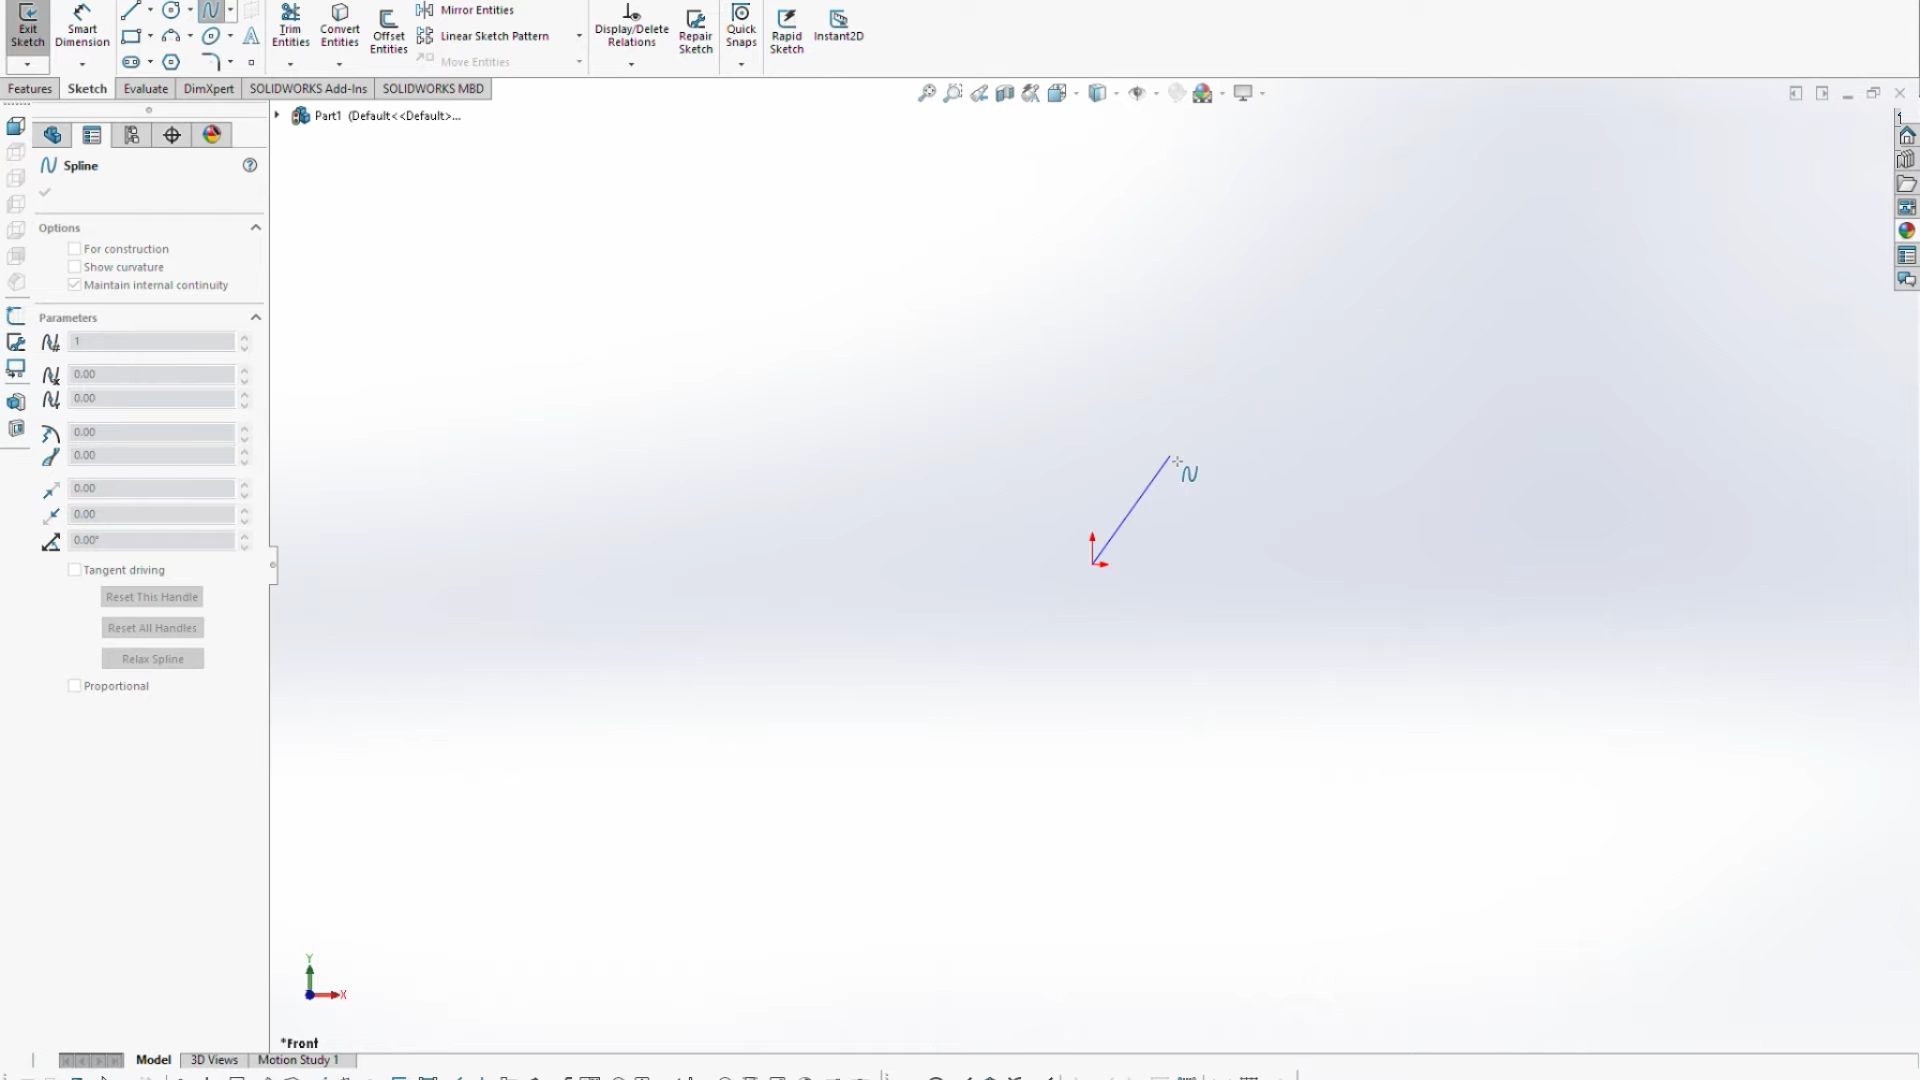 Exit Sketch
Smart Dimension
Trim Entities
Convert Entities
Offset Entities
Mirror Entities
Linear Sketch Pattern
Move Entities
Display/Delete Relations
Repair Sketch
Quick Snaps
Rapid Sketch
Instant2D
Features
Sketch
Evaluate
DimXpert
SOLIDWORKS Add-Ins
SOLIDWORKS MBD
Part1 (Default<<Default>...
Spline
Options
For construction
Show curvature
Maintain internal continuity
Parameters
1
0.00
0.00
0.00
0.00
0.00
0.00
0.00°
Tangent driving
Reset This Handle
Reset All Handles
Relax Spline
Proportional
Y
X
*Front
Model
3D Views
Motion Study 1